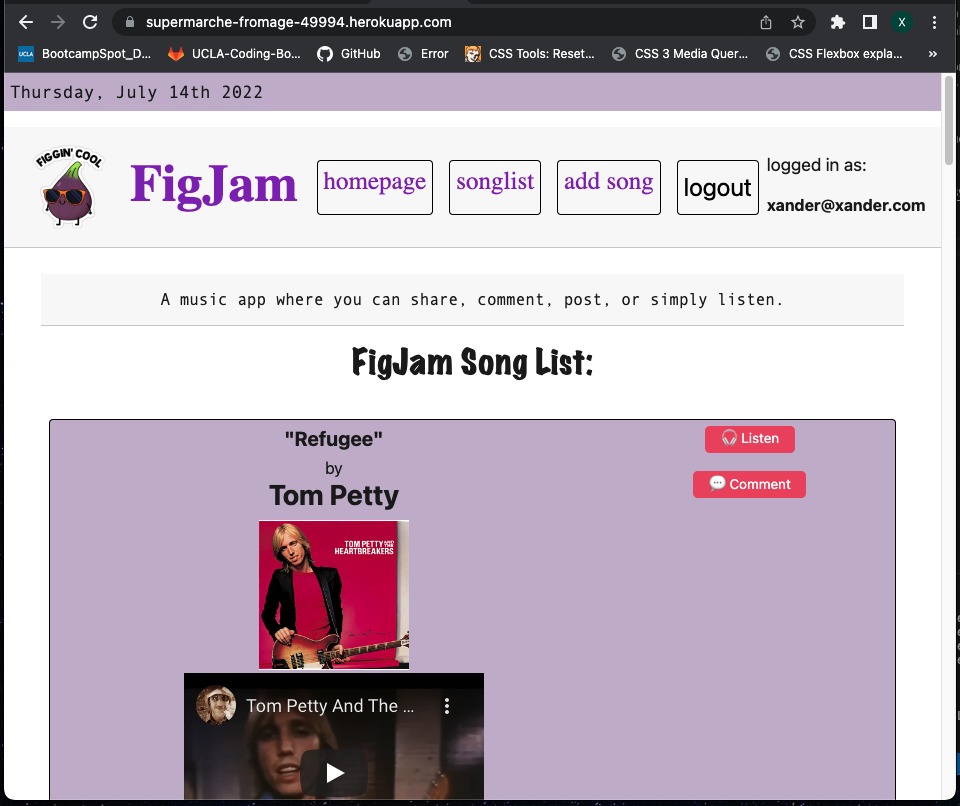 supermarche-fromage-49994.herokuapp.com
X
UCLA BootcampSpot_D... UCLA-Coding-Bo... GitHub Error CSS Tools: Reset... CSS 3 Media Quer... CSS Flexbox expla... »
Thursday, July 14th 2022
FIGGIN' COOL
FigJam
homepage
songlist
add song
logout
logged in as:
xander@xander.com
A music app where you can share, comment, post, or simply listen.
FigJam Song List:
"Refugee"
🎧 Listen
by
💬 Comment
Tom Petty
TOM PETTY AND THE
HEARTBREAKERS
Tom Petty And The ...